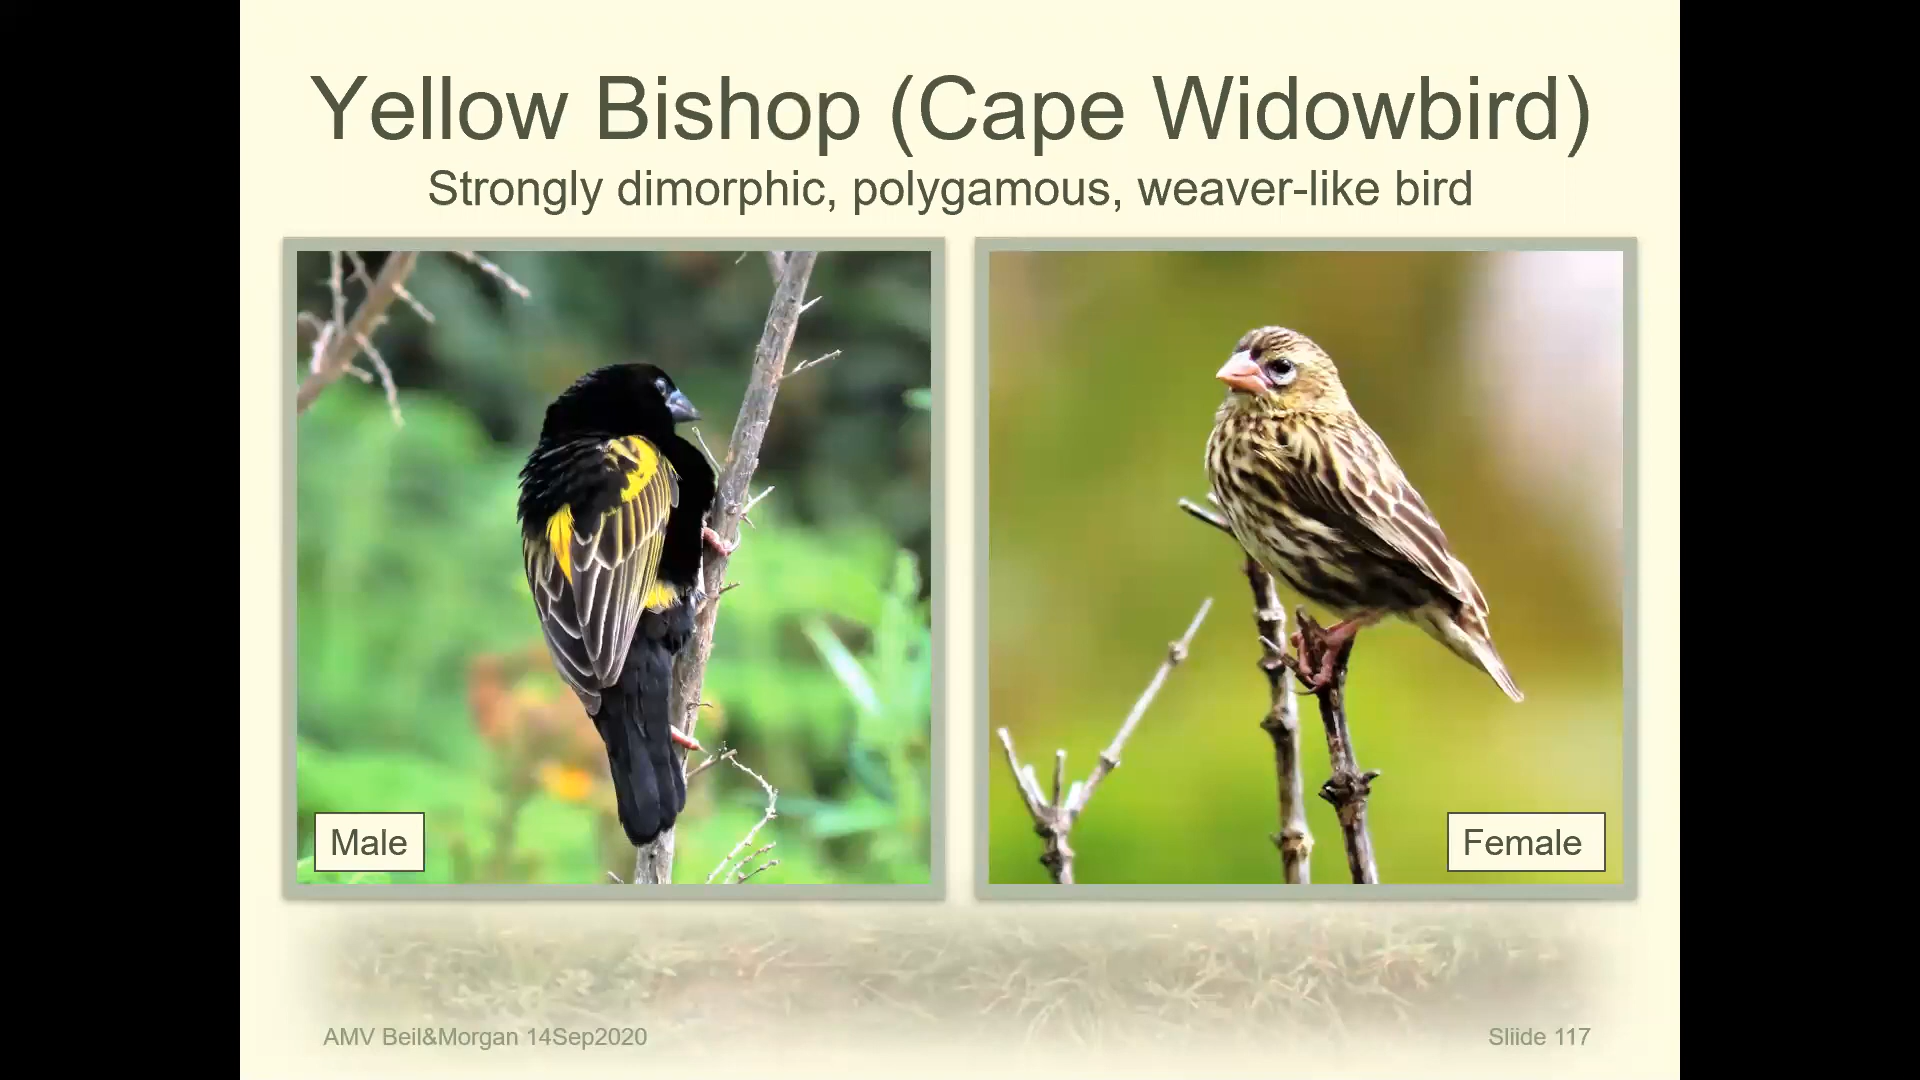 Yellow Bishop (Cape Widowbird)
Strongly dimorphic, polygamous, weaver-like bird
Male
Female
AMV Beil&Morgan 14Sep2020
Sliide 117